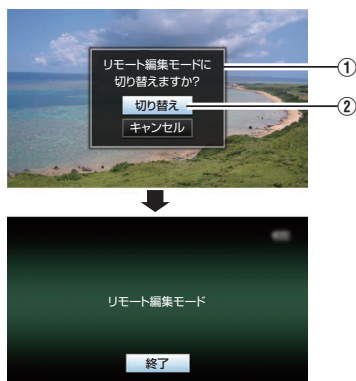 リモート編集モードに
切り替えますか?
切り替え
キャンセル
①
②
リモート編集モード
終了